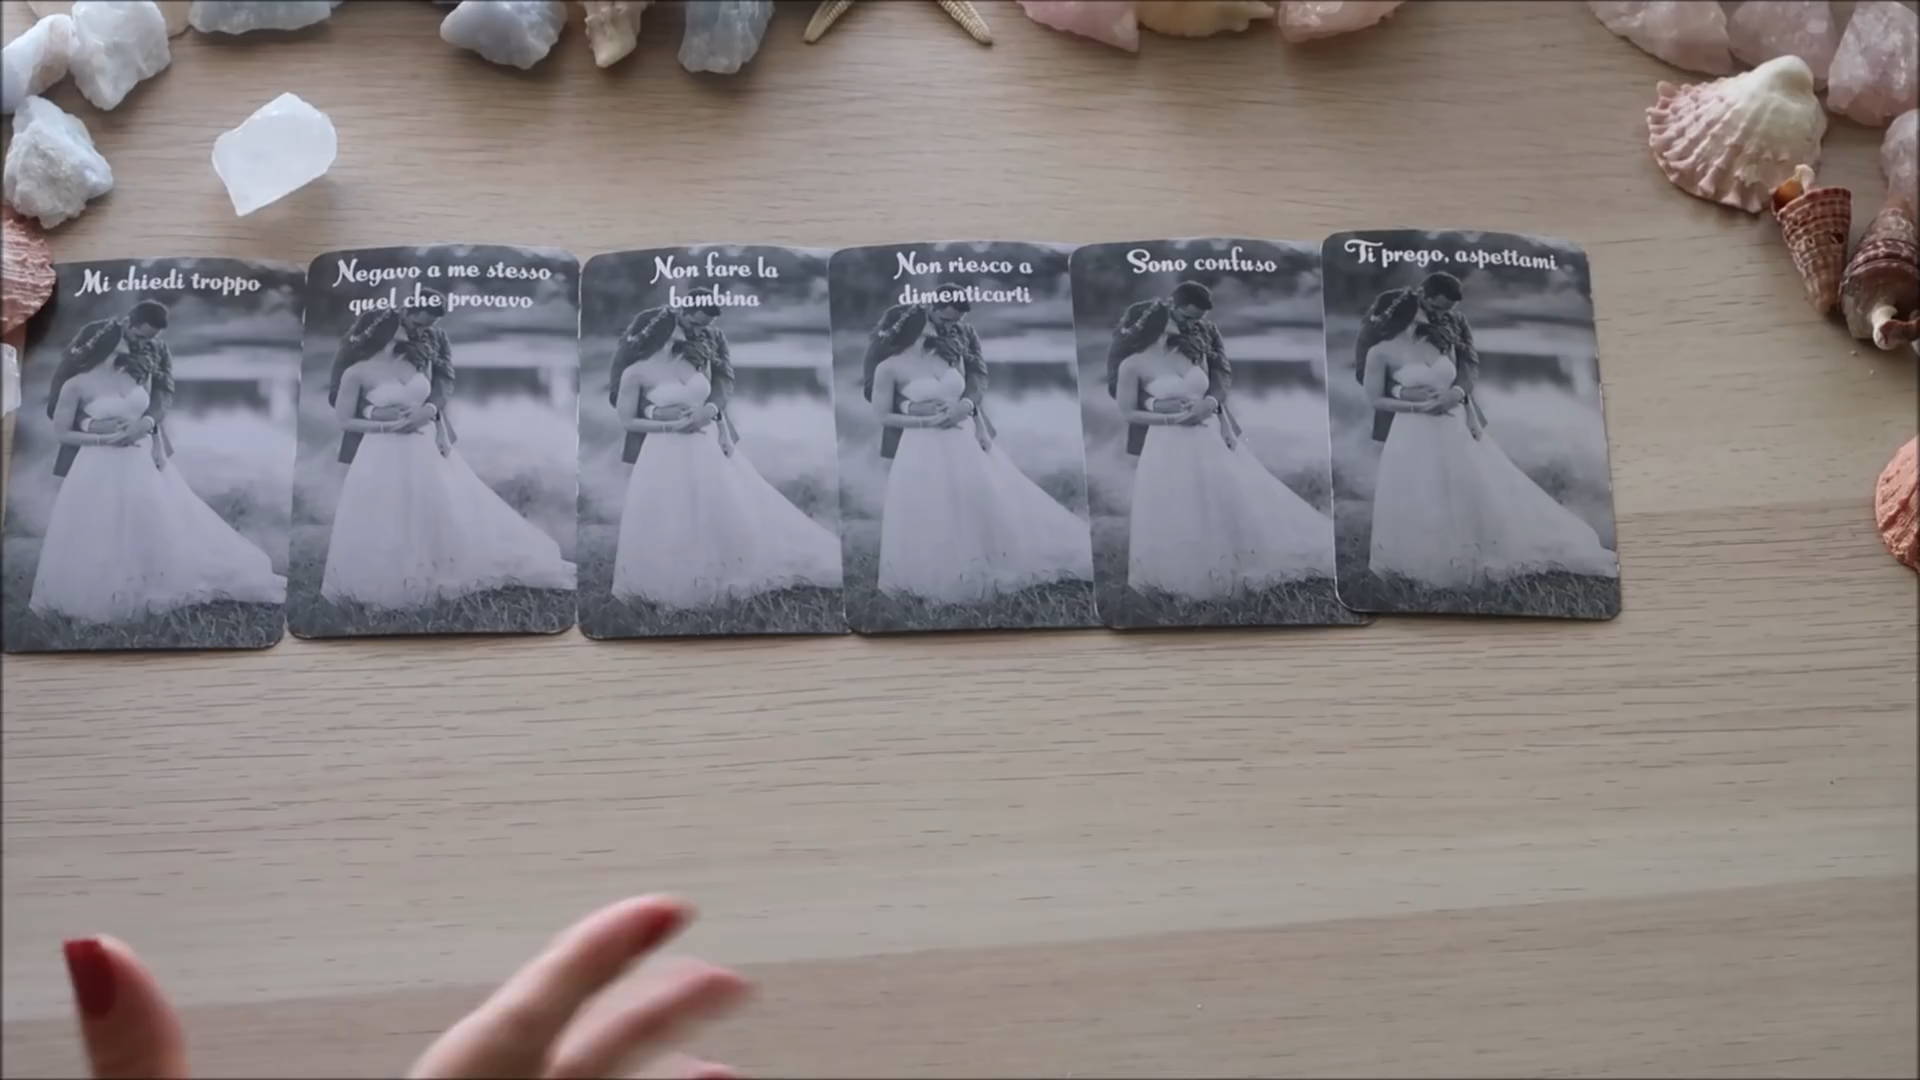 Mi chiedi troppo
Negavo a me stesso
quel che provavo
Non fare la
bambina
Non riesco a
dimenticarti
Sono confuso
Ti prego, aspettami